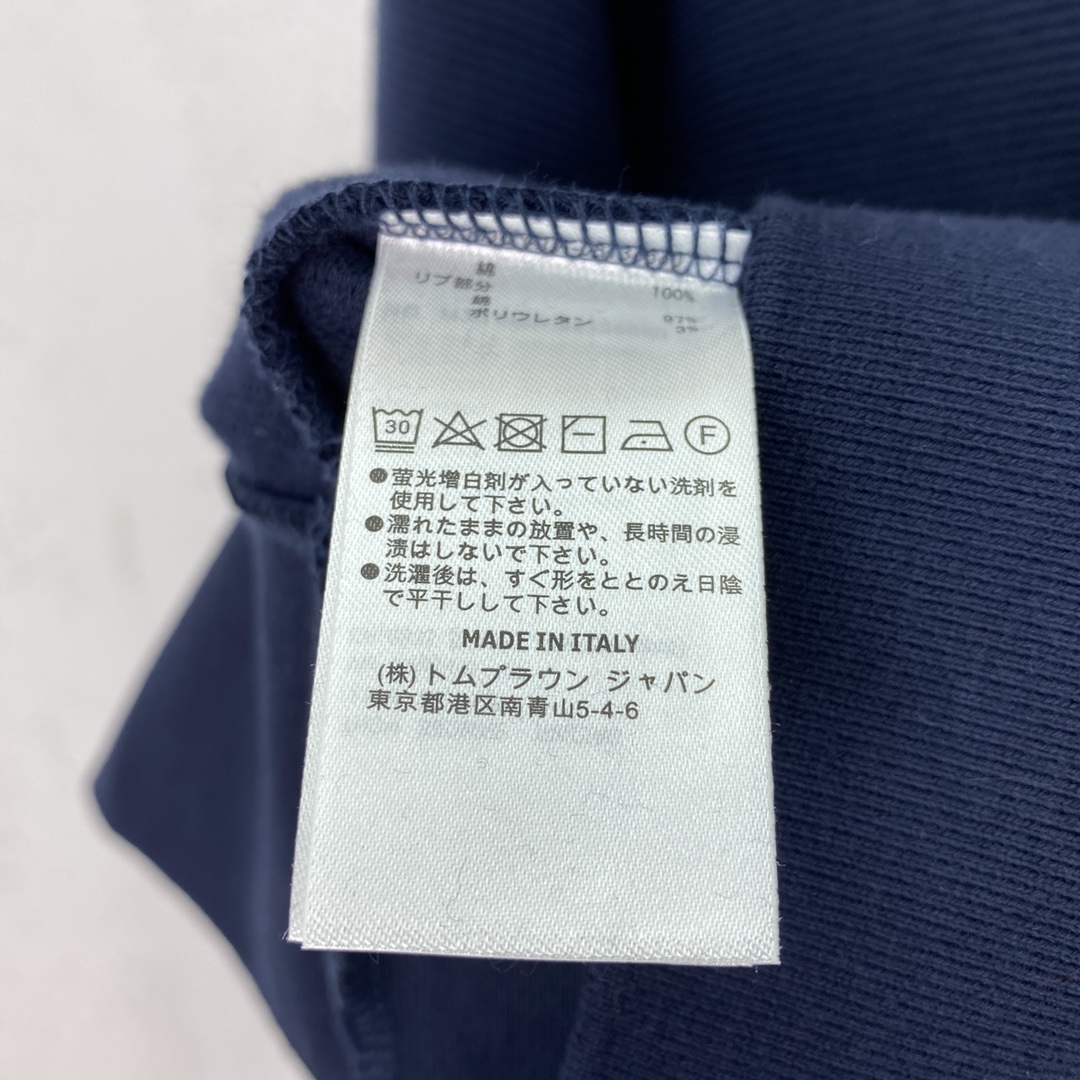 綿 100%
リブ部分
綿 97%
ポリウレタン 3%
30 F
●蛍光増白剤が入っていない洗剤を
使用して下さい。
●濡れたままの放置や、長時間の浸
漬はしないで下さい。
●洗濯後は、すぐ形をととのえ日陰
で平干しして下さい。
MADE IN ITALY
(株)トムブラウン ジャパン
東京都港区南青山5-4-6